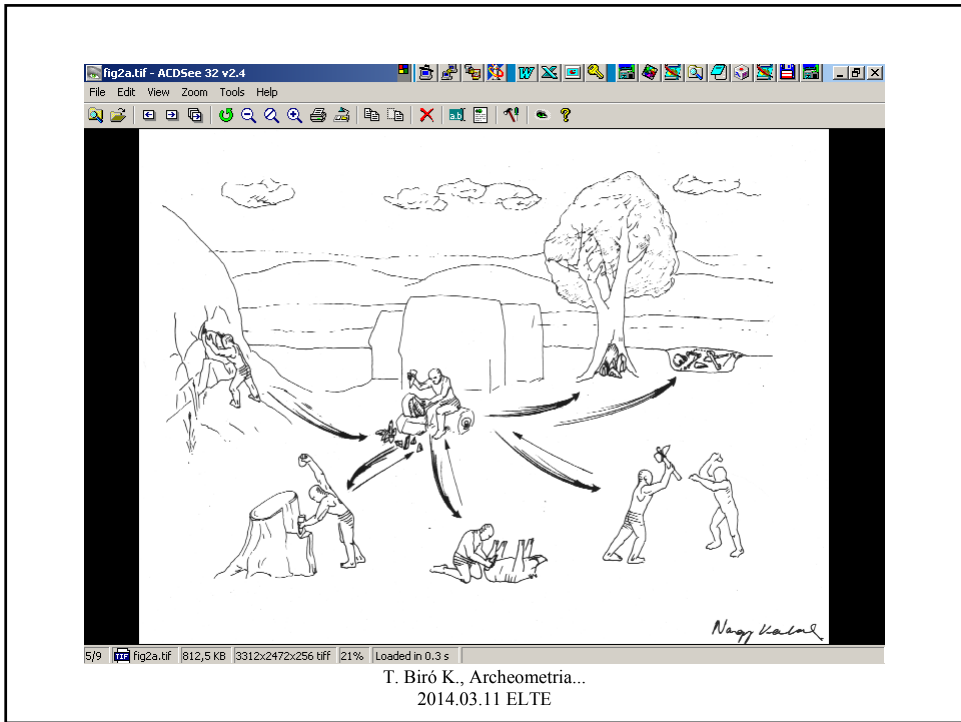 fig2a.tif - ACDSee 32 v2.4
File Edit View Zoom Tools Help
Nagy
5/9 fig2a.tif 812,5 KB 3312x2472x256 tiff 21% Loaded in 0.3 s
T. Biró K., Archeometria...
2014.03.11 ELTE